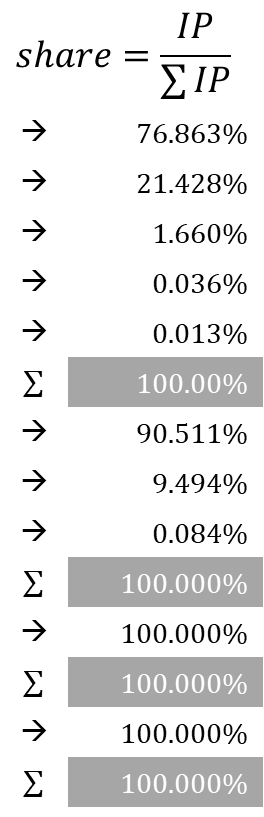 share = IP / ∑ IP
→ 76.863%
→ 21.428%
→ 1.660%
→ 0.036%
→ 0.013%
Σ 100.00%
→ 90.511%
→ 9.494%
→ 0.084%
Σ 100.000%
→ 100.000%
Σ 100.000%
→ 100.000%
Σ 100.000%